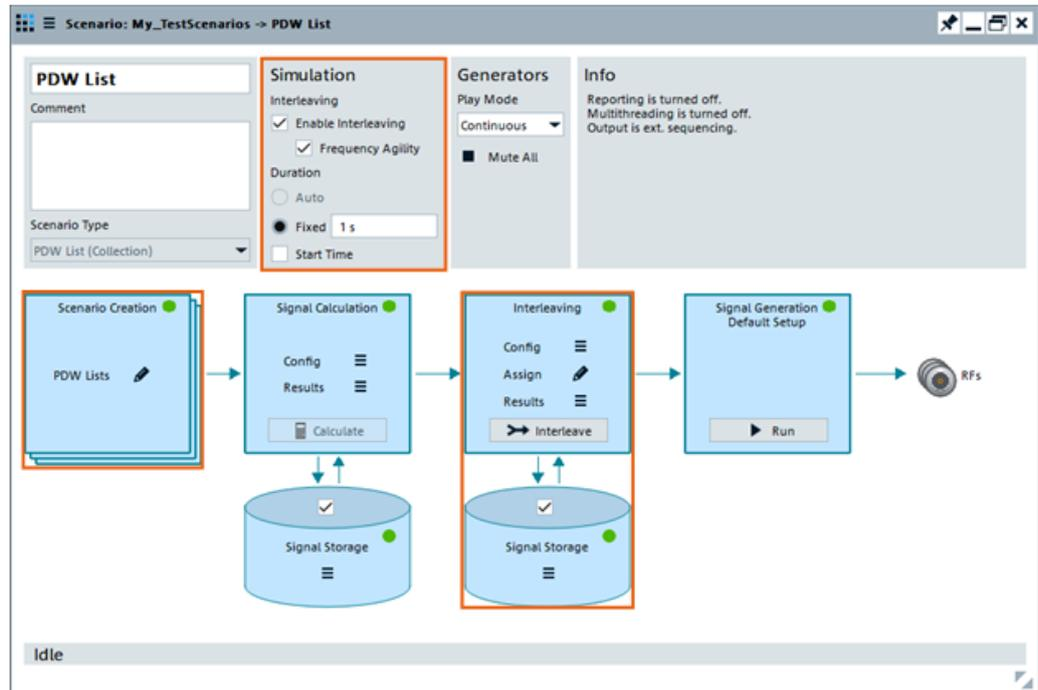 Scenario: My_TestScenarios -> PDW List
PDW List
Comment
Scenario Type
PDW List (Collection)
Simulation
Interleaving
Enable Interleaving
Frequency Agility
Duration
Auto
Fixed 1 s
Start Time
Generators
Play Mode
Continuous
Mute All
Info
Reporting is turned off.
Multithreading is turned off.
Output is ext. sequencing.
Scenario Creation
PDW Lists
Signal Calculation
Config
Results
Calculate
Signal Storage
Interleaving
Config
Assign
Results
Interleave
Signal Storage
Signal Generation
Default Setup
Run
RFs
Idle